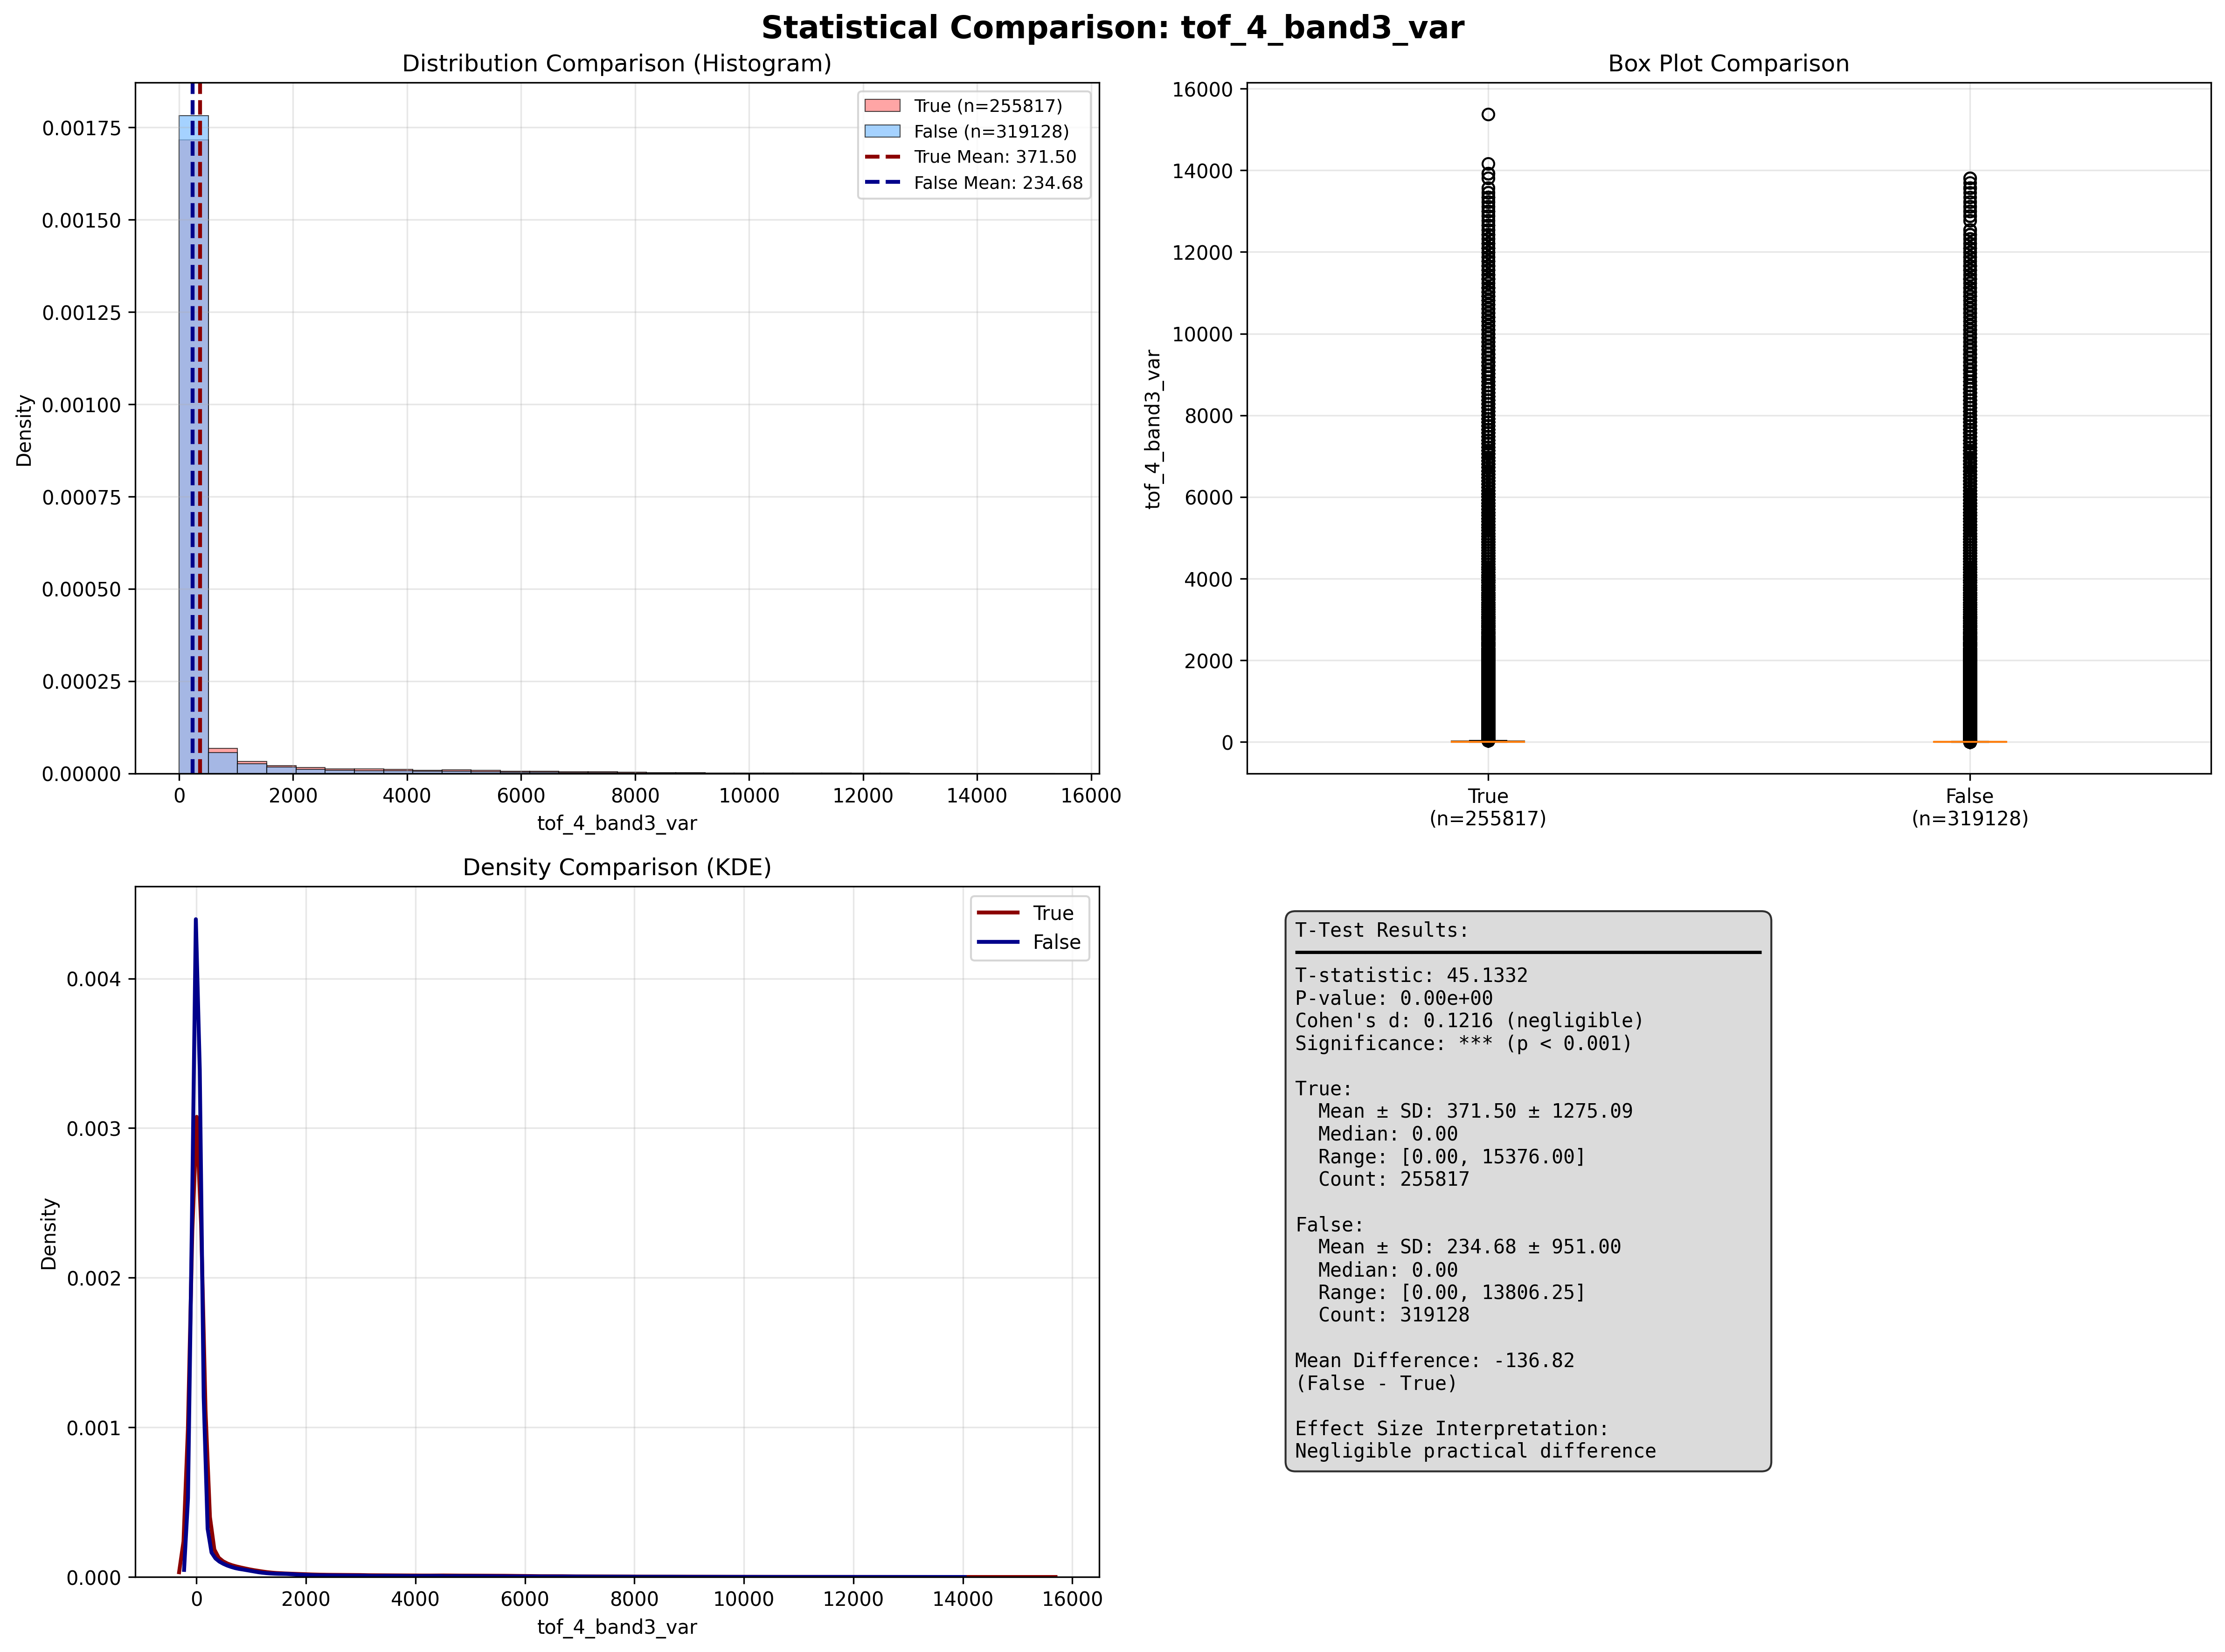 Statistical Comparison: tof_4_band3_var
Distribution Comparison (Histogram)
True (n=255817)
False (n=319128)
True Mean: 371.50
False Mean: 234.68
0.00175
0.00150
0.00125
0.00100
0.00075
0.00050
0.00025
0.00000
Density
0 2000 4000 6000 8000 10000 12000 14000 16000
tof_4_band3_var
Box Plot Comparison
16000
14000
12000
10000
8000
6000
4000
2000
0
tof_4_band3_var
True
(n=255817)
False
(n=319128)
Density Comparison (KDE)
True
False
0.004
0.003
0.002
0.001
0.000
Density
0 2000 4000 6000 8000 10000 12000 14000 16000
tof_4_band3_var
T-Test Results:
T-statistic: 45.1332
P-value: 0.00e+00
Cohen's d: 0.1216 (negligible)
Significance: *** (p < 0.001)
True:
Mean ± SD: 371.50 ± 1275.09
Median: 0.00
Range: [0.00, 15376.00]
Count: 255817
False:
Mean ± SD: 234.68 ± 951.00
Median: 0.00
Range: [0.00, 13806.25]
Count: 319128
Mean Difference: -136.82
(False - True)
Effect Size Interpretation:
Negligible practical difference